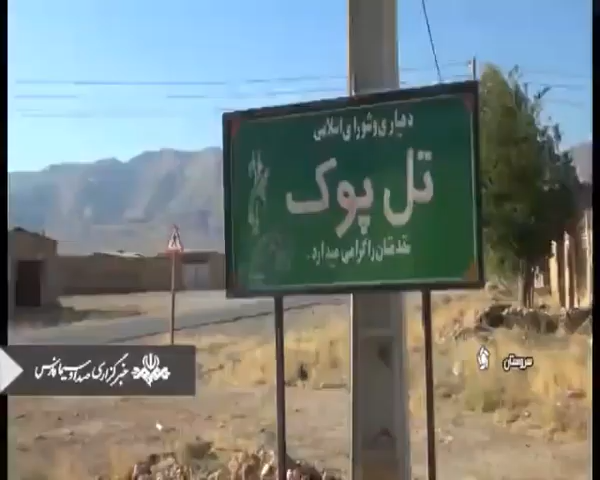 دهیاری و شورای اسلامی
تل پوک
مقدمتان را گرامی میدارد.
خبرگزاری صدا و سیما فارس
سروستان